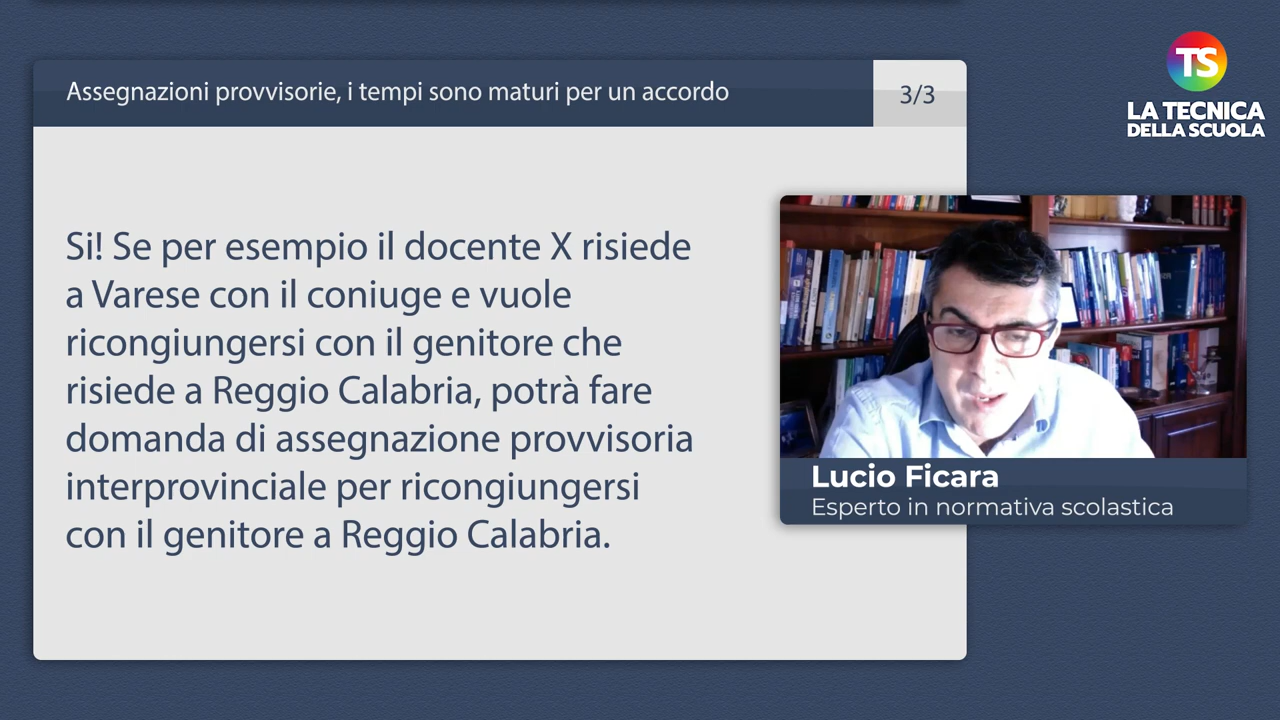 Assegnazioni provvisorie, i tempi sono maturi per un accordo
3/3
TS
LA TECNICA
DELLA SCUOLA
Si! Se per esempio il docente X risiede
a Varese con il coniuge e vuole
ricongiungersi con il genitore che
risiede a Reggio Calabria, potrà fare
domanda di assegnazione provvisoria
interprovinciale per ricongiungersi
con il genitore a Reggio Calabria.
Lucio Ficara
Esperto in normativa scolastica